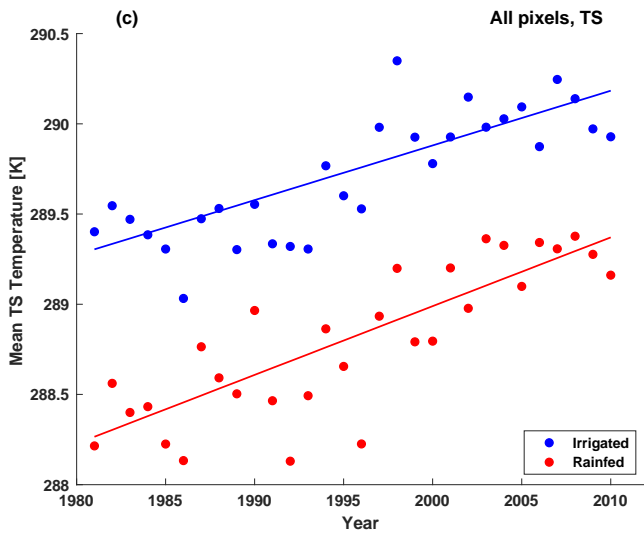 (c)
All pixels, TS
290.5
290
289.5
289
288.5
288
Mean TS Temperature [K]
Irrigated
Rainfed
1980 1985 1990 1995 2000 2005 2010
Year